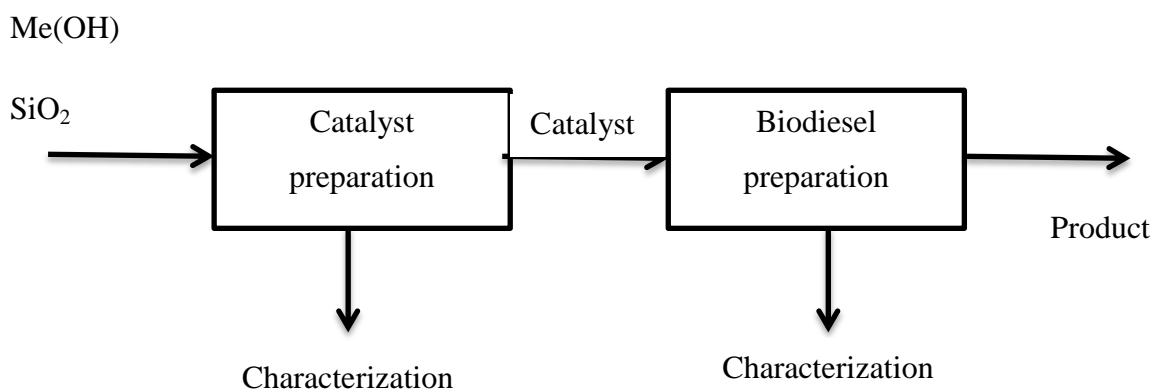 Me(OH)
SiO₂
Catalyst
preparation
Catalyst
Biodiesel
preparation
Product
Characterization
Characterization